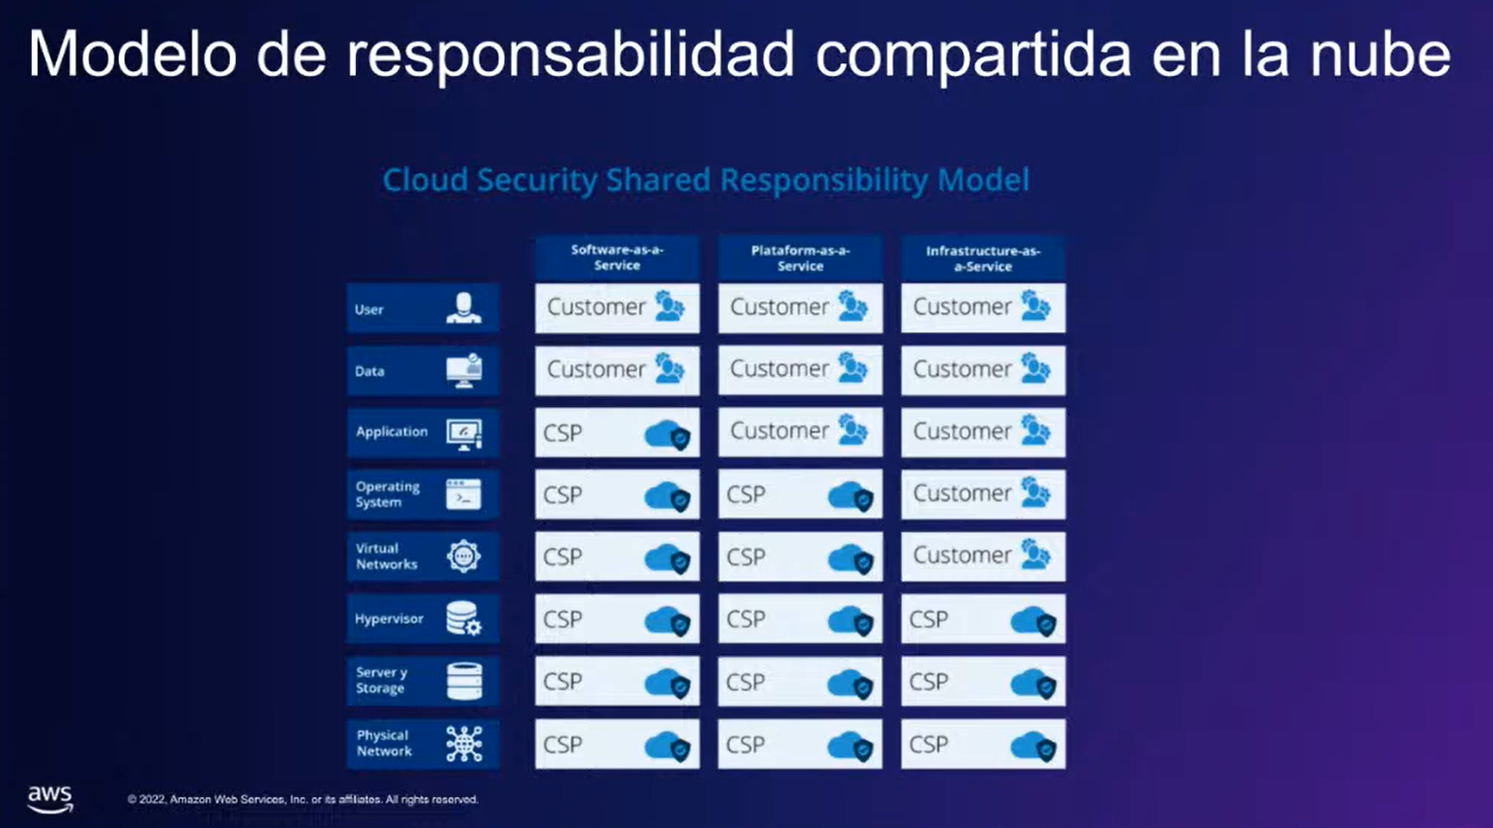 Modelo de responsabilidad compartida en la nube
Cloud Security Shared Responsibility Model
Software-as-a-
Service
Plataform-as-a-
Service
Infrastructure-as-
a-Service
User
Customer
Customer
Customer
Data
Customer
Customer
Customer
Application
CSP
Customer
Customer
Operating
System
CSP
CSP
Customer
Virtual
Networks
CSP
CSP
Customer
Hypervisor
CSP
CSP
CSP
Server y
Storage
CSP
CSP
CSP
Physical
Network
CSP
CSP
CSP
aws
© 2022, Amazon Web Services, Inc. or its affiliates. All rights reserved.